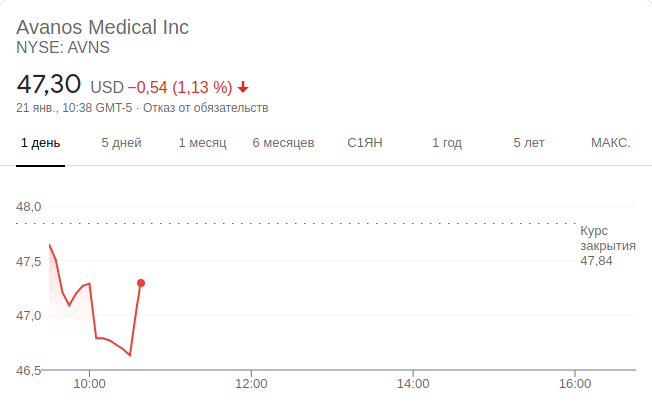 Avanos Medical Inc
NYSE: AVNS
47,30 USD −0,54 (1,13 %)
21 янв., 10:38 GMT-5 · Отказ от обязательств
1 день 5 дней 1 месяц 6 месяцев С1ЯН 1 год 5 лет МАКС.
48,0
Курс
закрытия
47,84
47,5
47,0
46,5
10:00 12:00 14:00 16:00